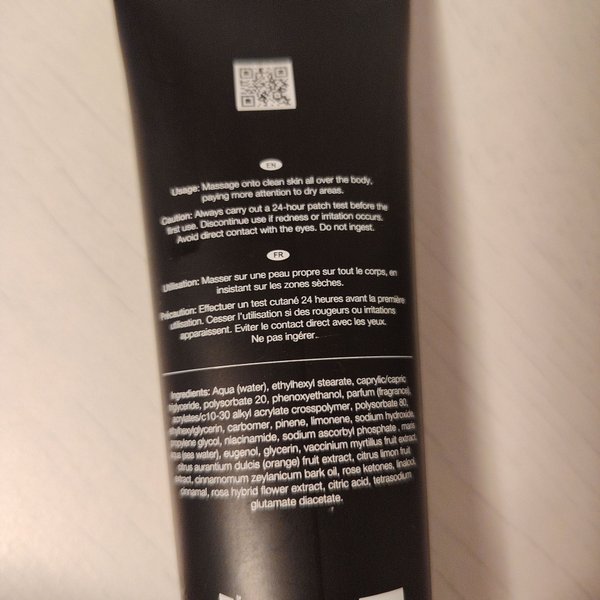 EN
Usage: Massage onto clean skin all over the body,
paying more attention to dry areas.
Caution: Always carry out a 24-hour patch test before the
first use. Discontinue use if redness or irritation occurs.
Avoid direct contact with the eyes. Do not ingest.
FR
Utilisation: Masser sur une peau propre sur tout le corps, en
insistant sur les zones sèches.
Précaution: Effectuer un test cutané 24 heures avant la première
utilisation. Cesser l'utilisation si des rougeurs ou irritations
apparaissent. Eviter le contact direct avec les yeux.
Ne pas ingérer.
Ingredients: Aqua (water), ethylhexyl stearate, caprylic/capric
triglyceride, polysorbate 20, phenoxyethanol, parfum (fragrance),
acrylates/c10-30 alkyl acrylate crosspolymer, polysorbate 80,
ethylhexylglycerin, carbomer, pinene, limonene, sodium hydroxide,
propylene glycol, niacinamide, sodium ascorbyl phosphate, maris
aqua (sea water), eugenol, glycerin, vaccinium myrtillus fruit extract,
citrus aurantium dulcis (orange) fruit extract, citrus limon fruit
extract, cinnamomum zeylanicum bark oil, rose ketones, linalool,
cinnamal, rosa hybrid flower extract, citric acid, tetrasodium
glutamate diacetate.